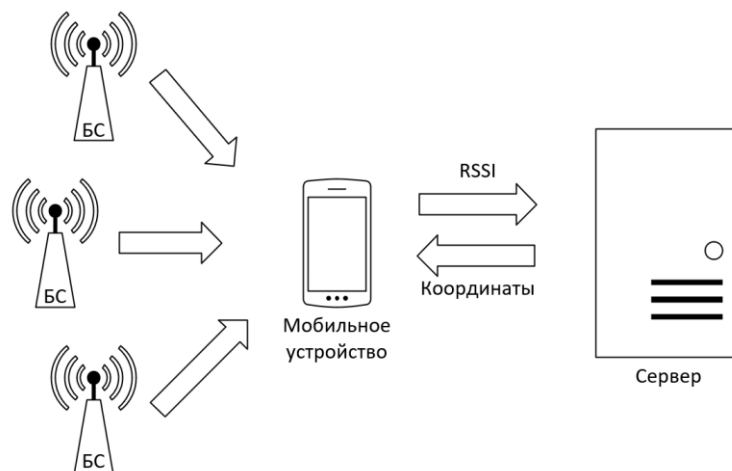 БС
БС
БС
RSSI
Координаты
Мобильное
устройство
Сервер